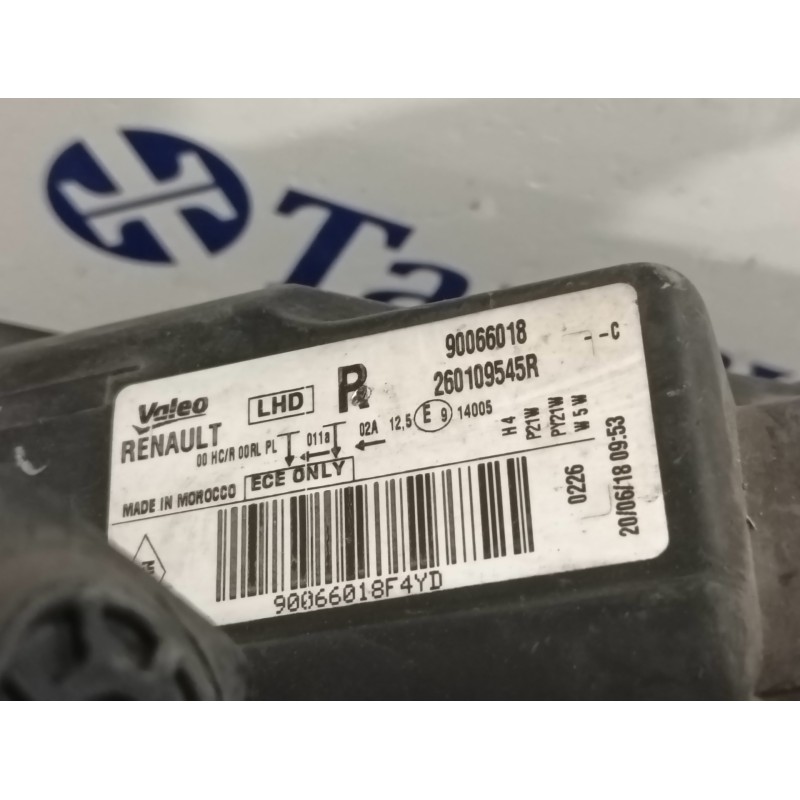 Ta
90066018
--C
260109545R
Valeo
LHD
R
RENAULT
00 HC/R 00RL PL
011a
02A 12,5 E 9 14005
H4
P21W
PY21W
W5W
ECE ONLY
MADE IN MOROCCO
0226
20/06/18 09:53
90066018F4YD